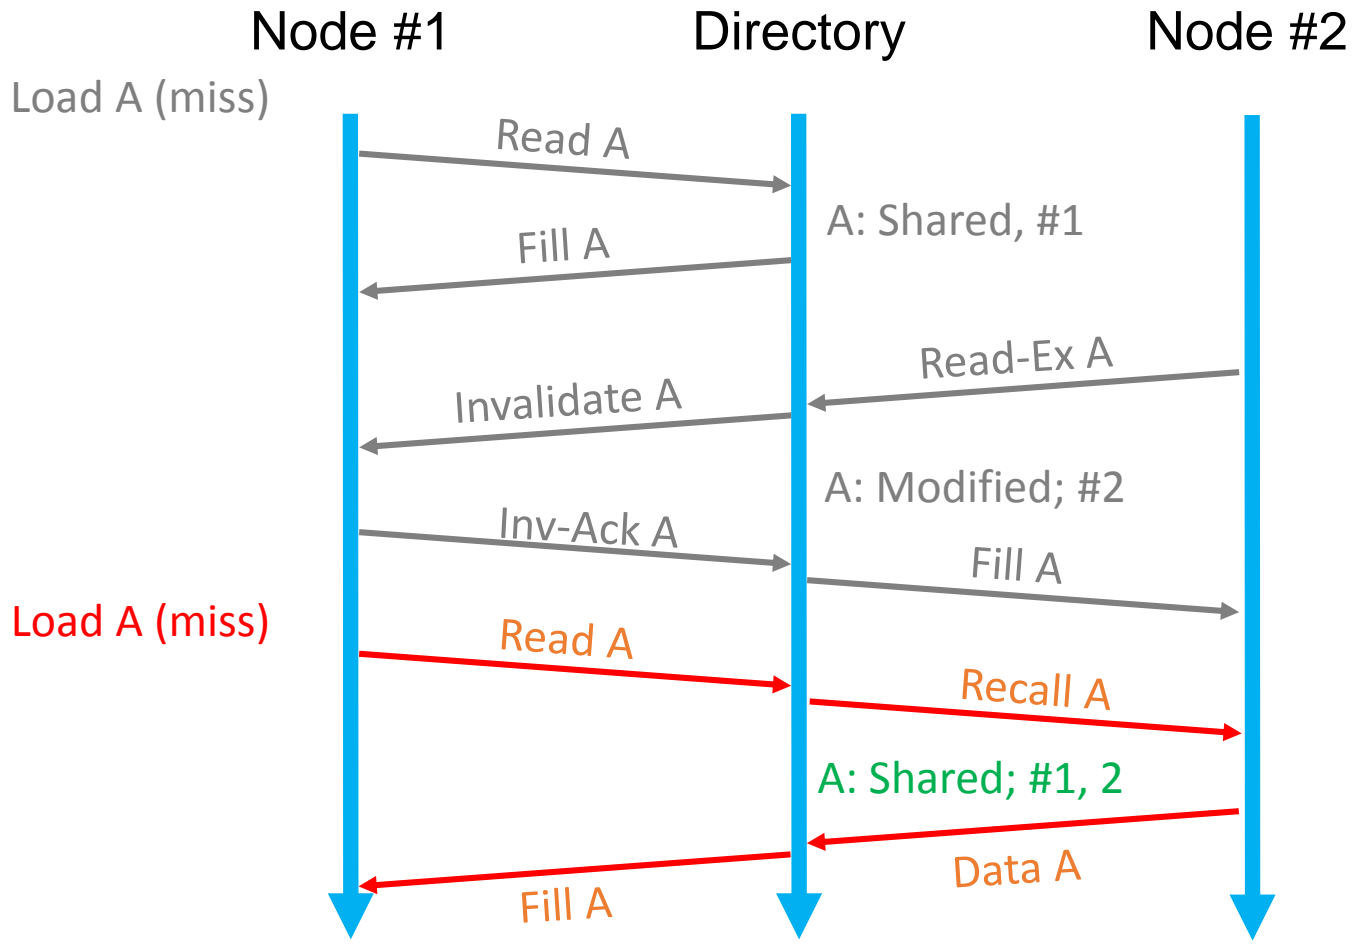 Node #1
Directory
Node #2
Load A (miss)
Read A
A: Shared, #1
Fill A
Read-Ex A
Invalidate A
A: Modified; #2
Inv-Ack A
Fill A
Load A (miss)
Read A
Recall A
A: Shared; #1, 2
Data A
Fill A